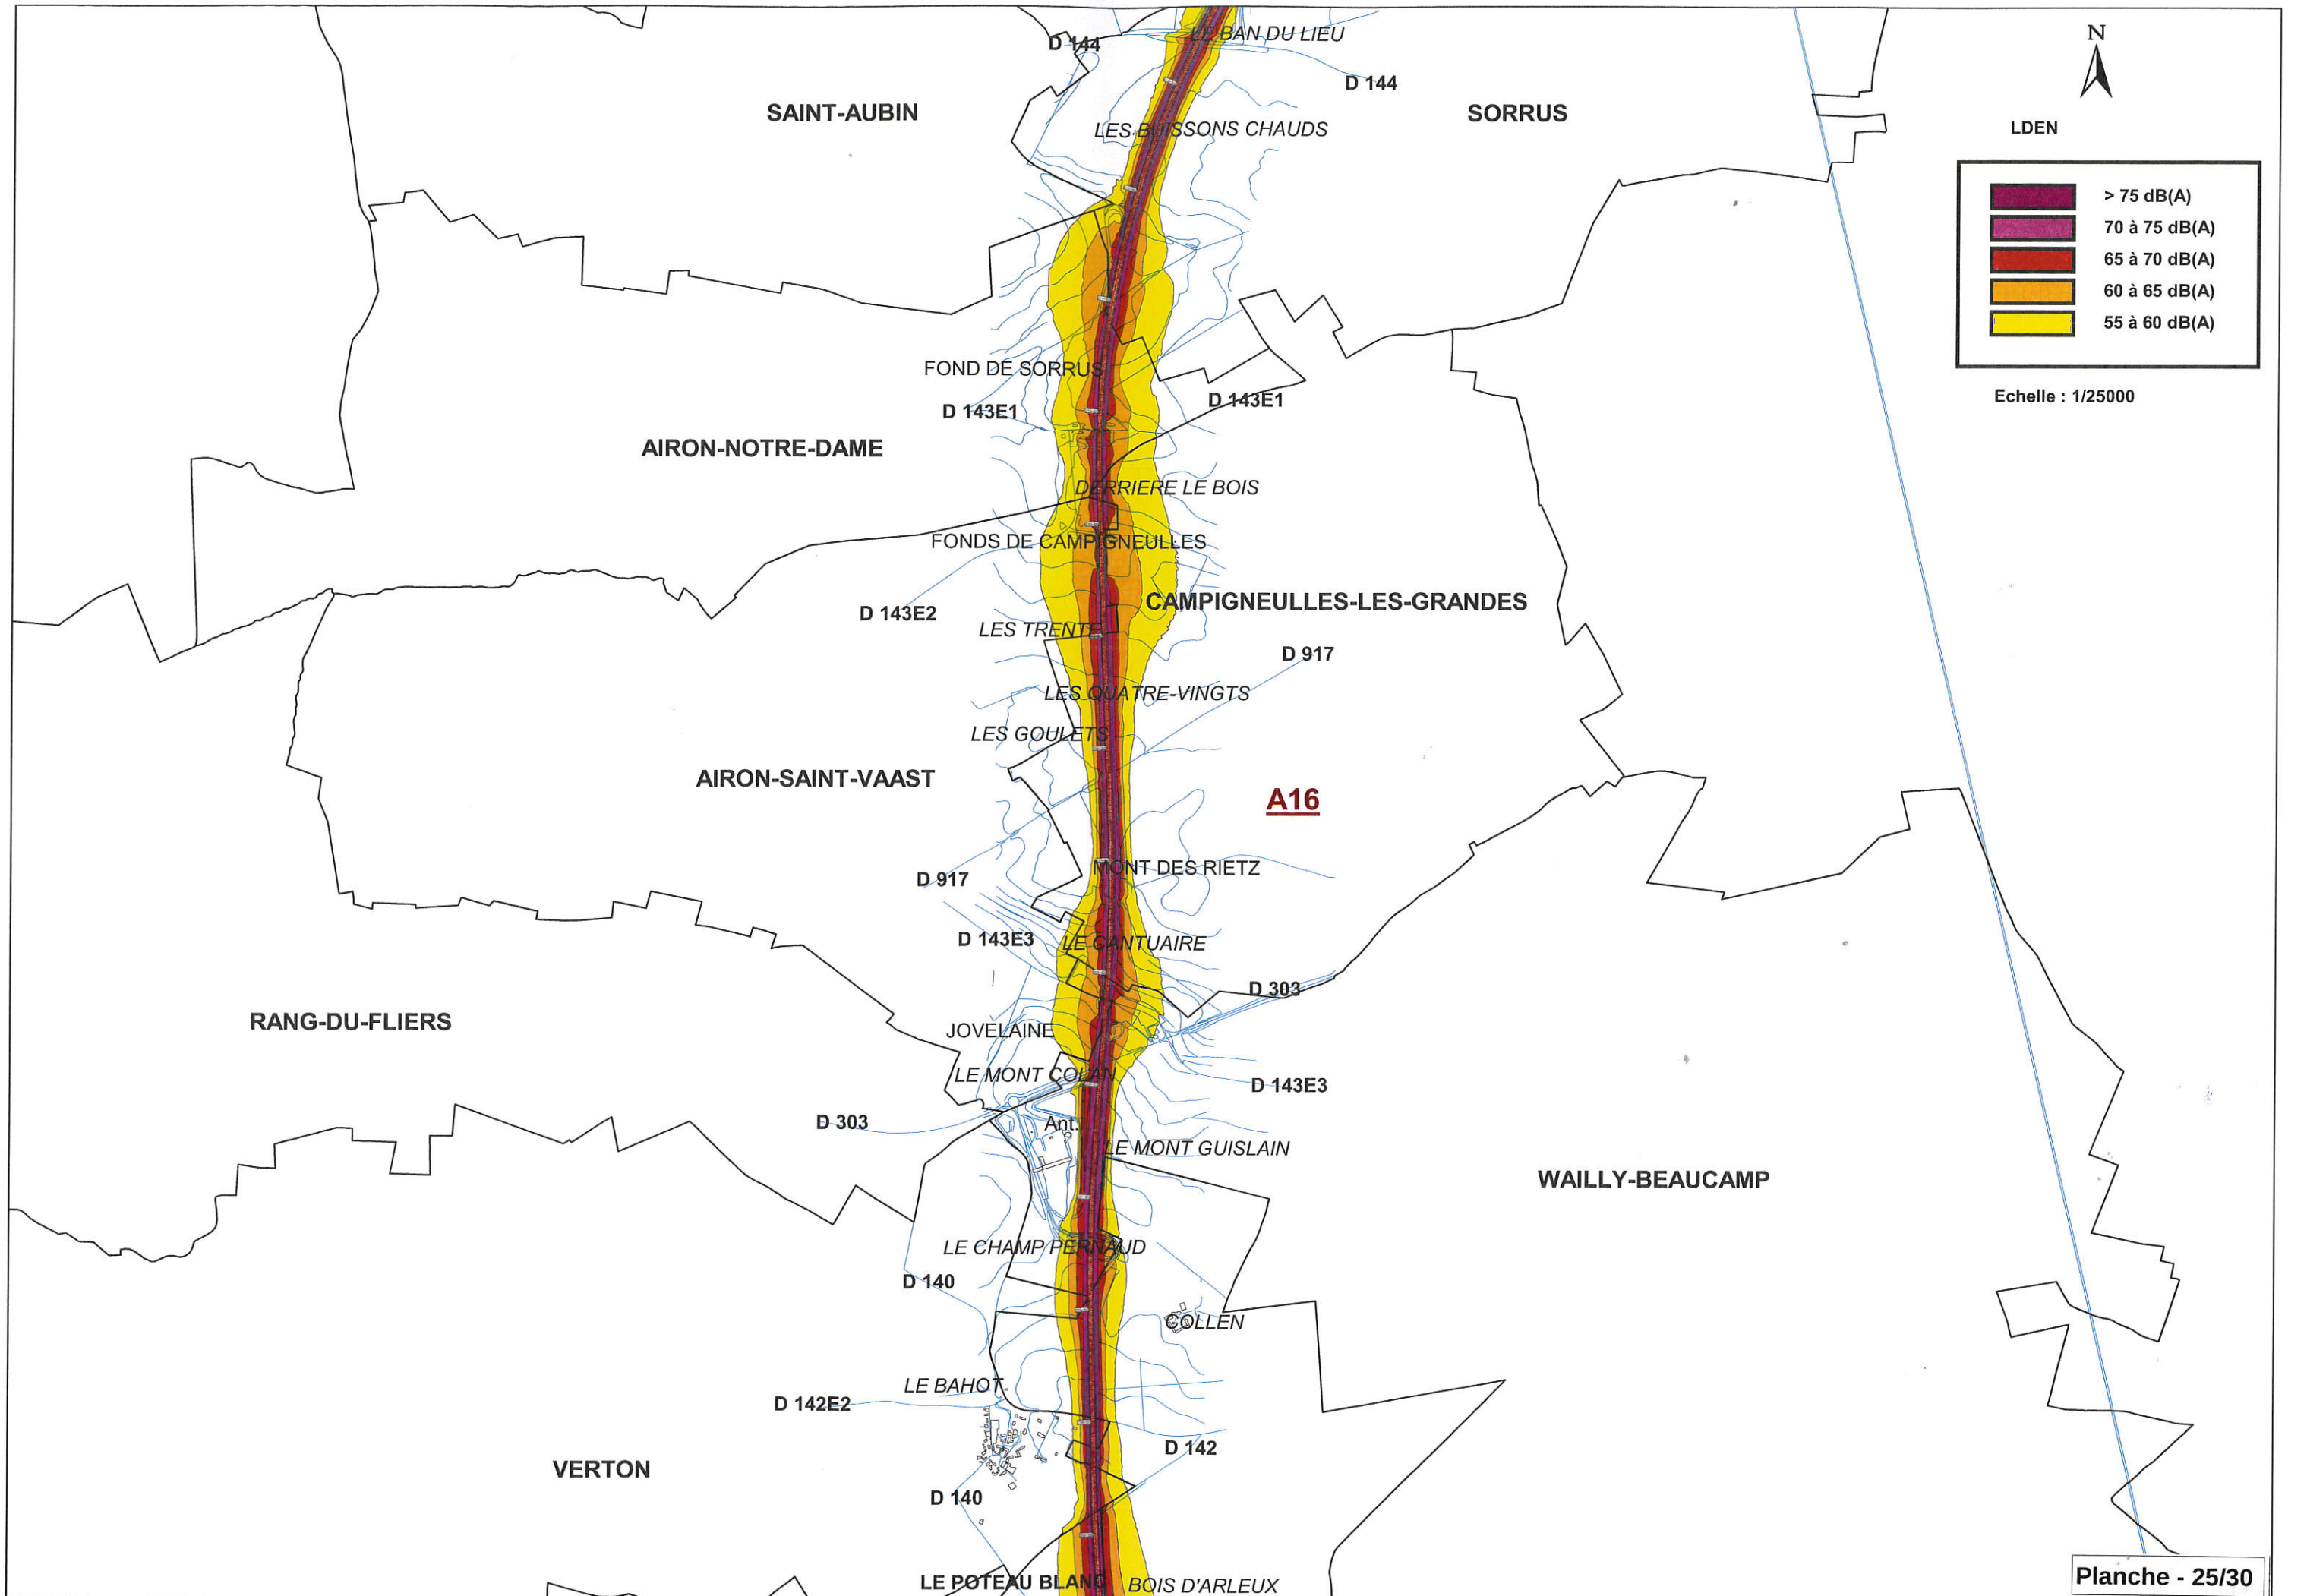 LE BAN DU LIEU
N
D 144
D 144
SAINT-AUBIN
SORRUS
LES BUISSONS CHAUDS
LDEN
> 75 dB(A)
70 à 75 dB(A)
65 à 70 dB(A)
60 à 65 dB(A)
55 à 60 dB(A)
Echelle : 1/25000
FOND DE SORRUS
D 143E1
D 143E1
AIRON-NOTRE-DAME
DERRIERE LE BOIS
FONDS DE CAMPIGNEULLES
CAMPIGNEULLES-LES-GRANDES
D 143E2
LES TRENTE
D 917
LES QUATRE-VINGTS
LES GOULETS
AIRON-SAINT-VAAST
A16
MONT DES RIETZ
D 917
D 143E3
LE CANTUAIRE
D 303
RANG-DU-FLIERS
JOVELAINE
LE MONT COLAN
D 143E3
D 303
Ant.
LE MONT GUISLAIN
WAILLY-BEAUCAMP
LE CHAMP PERNAUD
D 140
COLLEN
LE BAHOT
D 142E2
D 142
VERTON
D 140
LE POTEAU BLANC
BOIS D'ARLEUX
Planche - 25/30